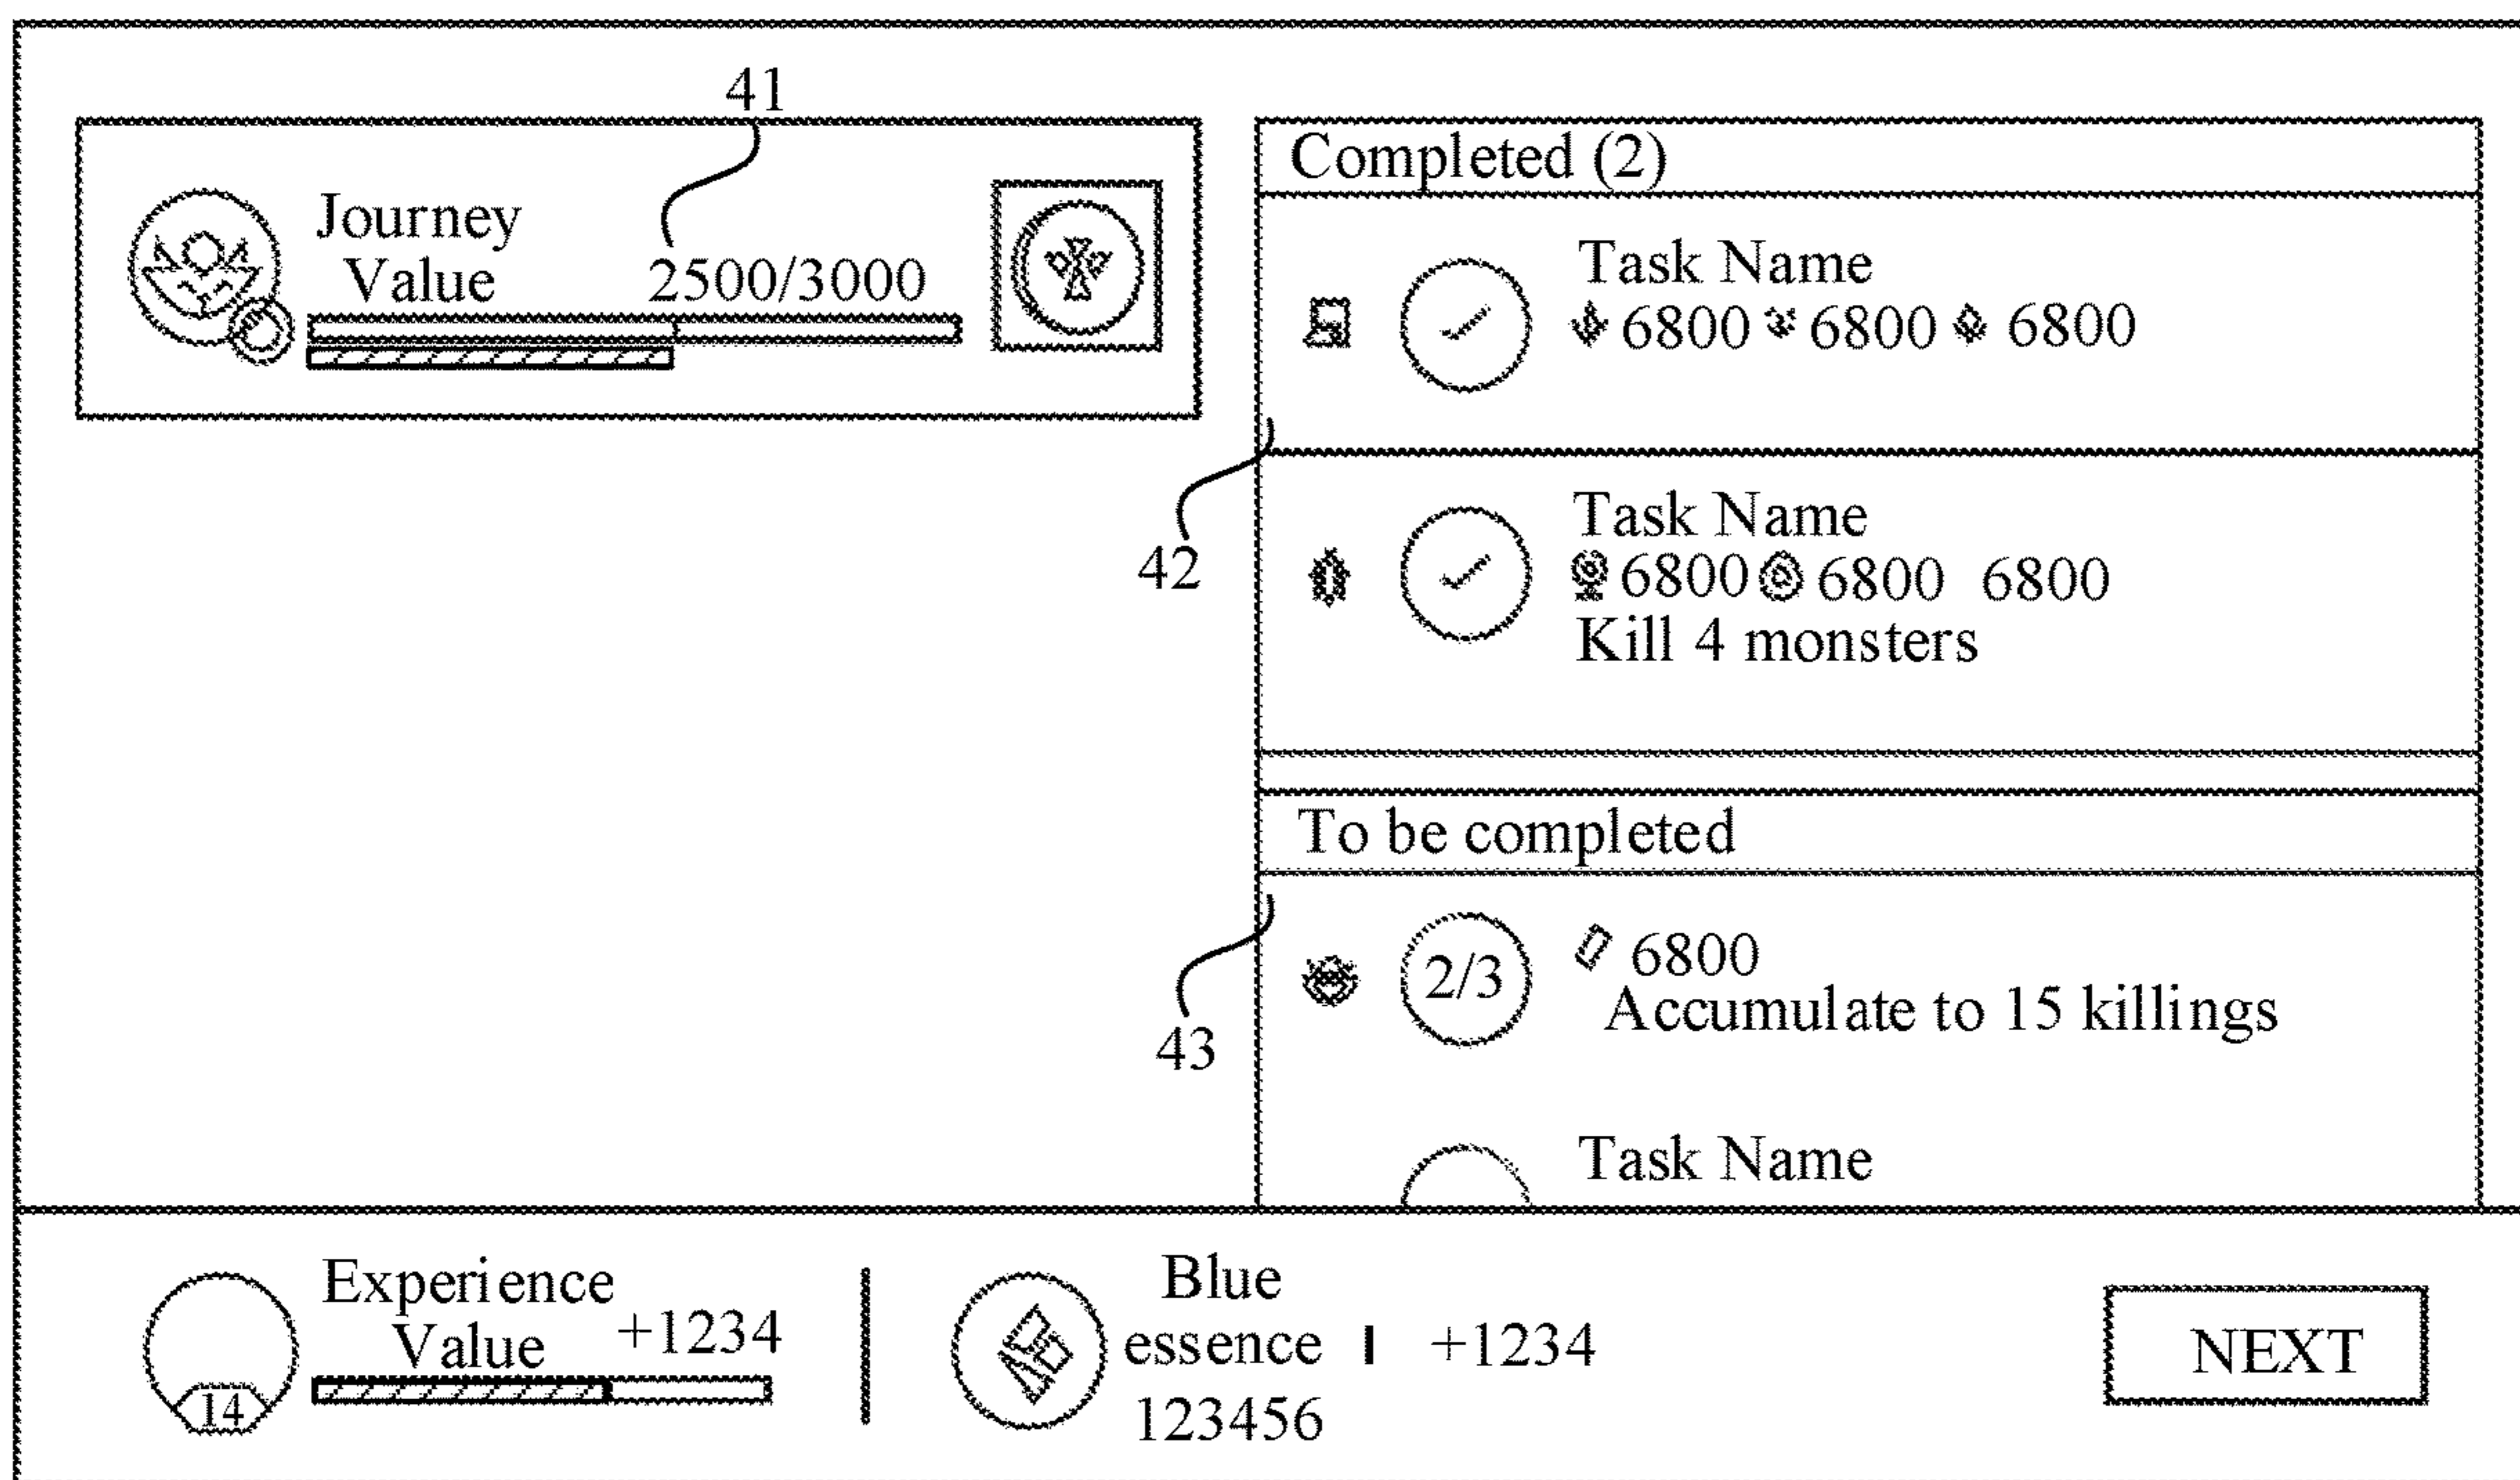 41
Journey
Value
2500/3000
Completed (2)
Task Name
6800 6800 6800
42
Task Name
6800 6800 6800
Kill 4 monsters
To be completed
43
2/3
6800
Accumulate to 15 killings
Task Name
Experience
Value
+1234
14
Blue
essence
+1234
123456
NEXT